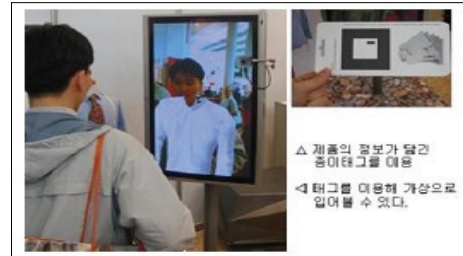 △ 제품의 정보가 담긴
종이태그를 이용
◁ 태그를 이용해 가상으로
입어볼 수 있다.